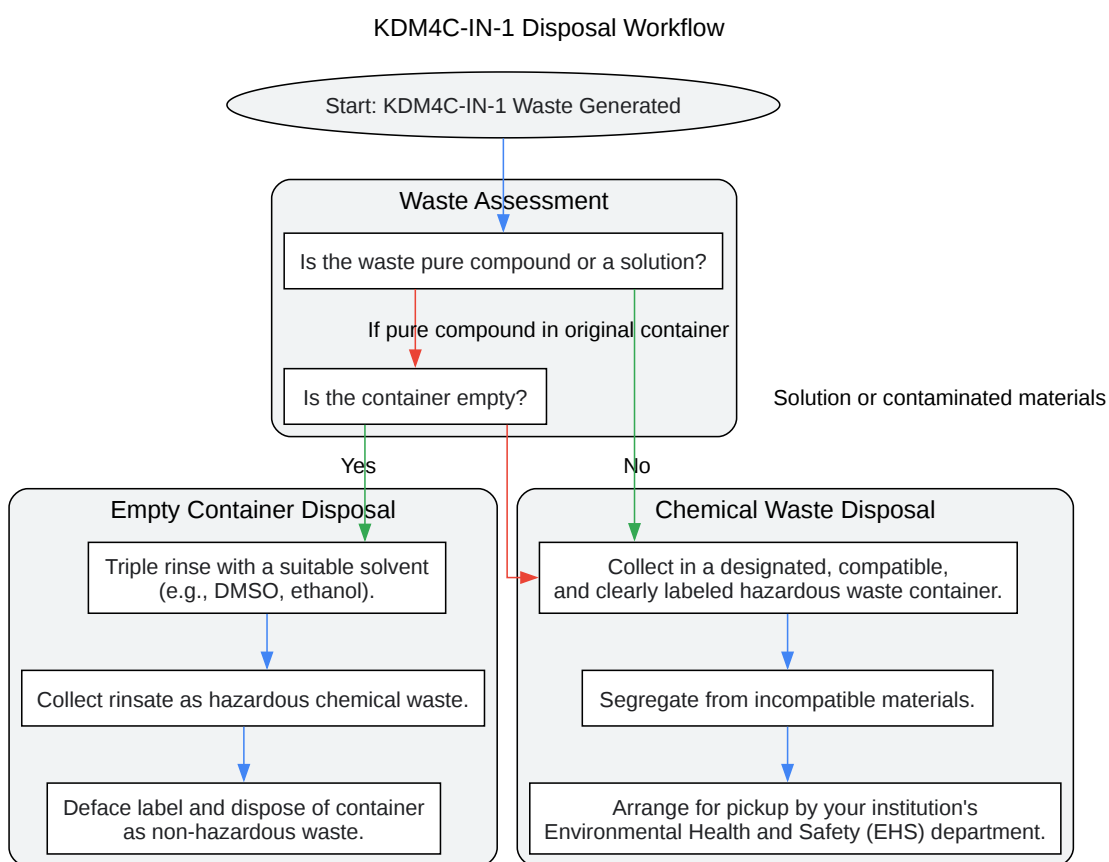 KDM4C-IN-1 Disposal Workflow
Start: KDM4C-IN-1 Waste Generated
Waste Assessment
Is the waste pure compound or a solution?
If pure compound in original container
Is the container empty?
Solution or contaminated materials
Yes
No
Empty Container Disposal
Triple rinse with a suitable solvent
(e.g., DMSO, ethanol).
Collect rinsate as hazardous chemical waste.
Deface label and dispose of container
as non-hazardous waste.
Chemical Waste Disposal
Collect in a designated, compatible,
and clearly labeled hazardous waste container.
Segregate from incompatible materials.
Arrange for pickup by your institution's
Environmental Health and Safety (EHS) department.